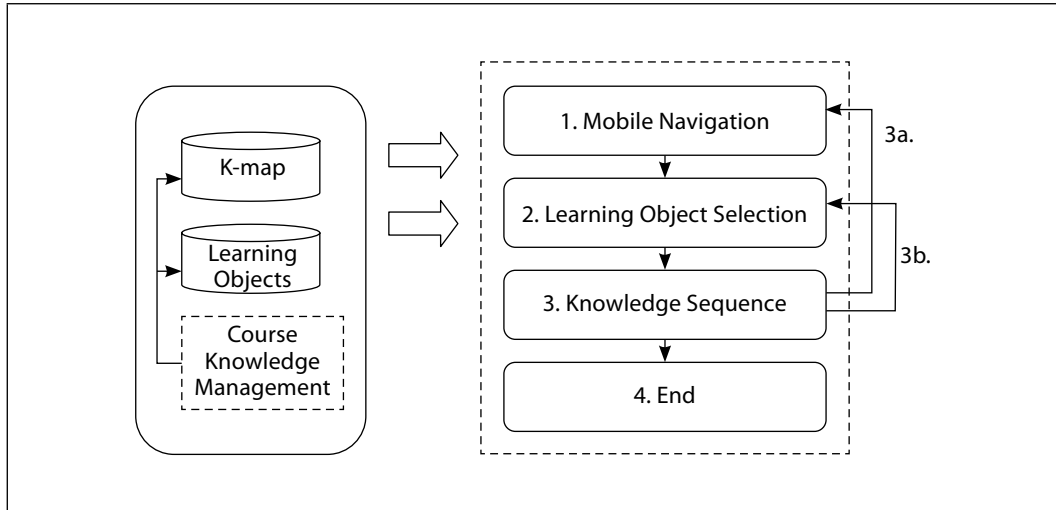 K-map
Learning
Objects
Course
Knowledge
Management
1. Mobile Navigation
2. Learning Object Selection
3. Knowledge Sequence
4. End
3a.
3b.